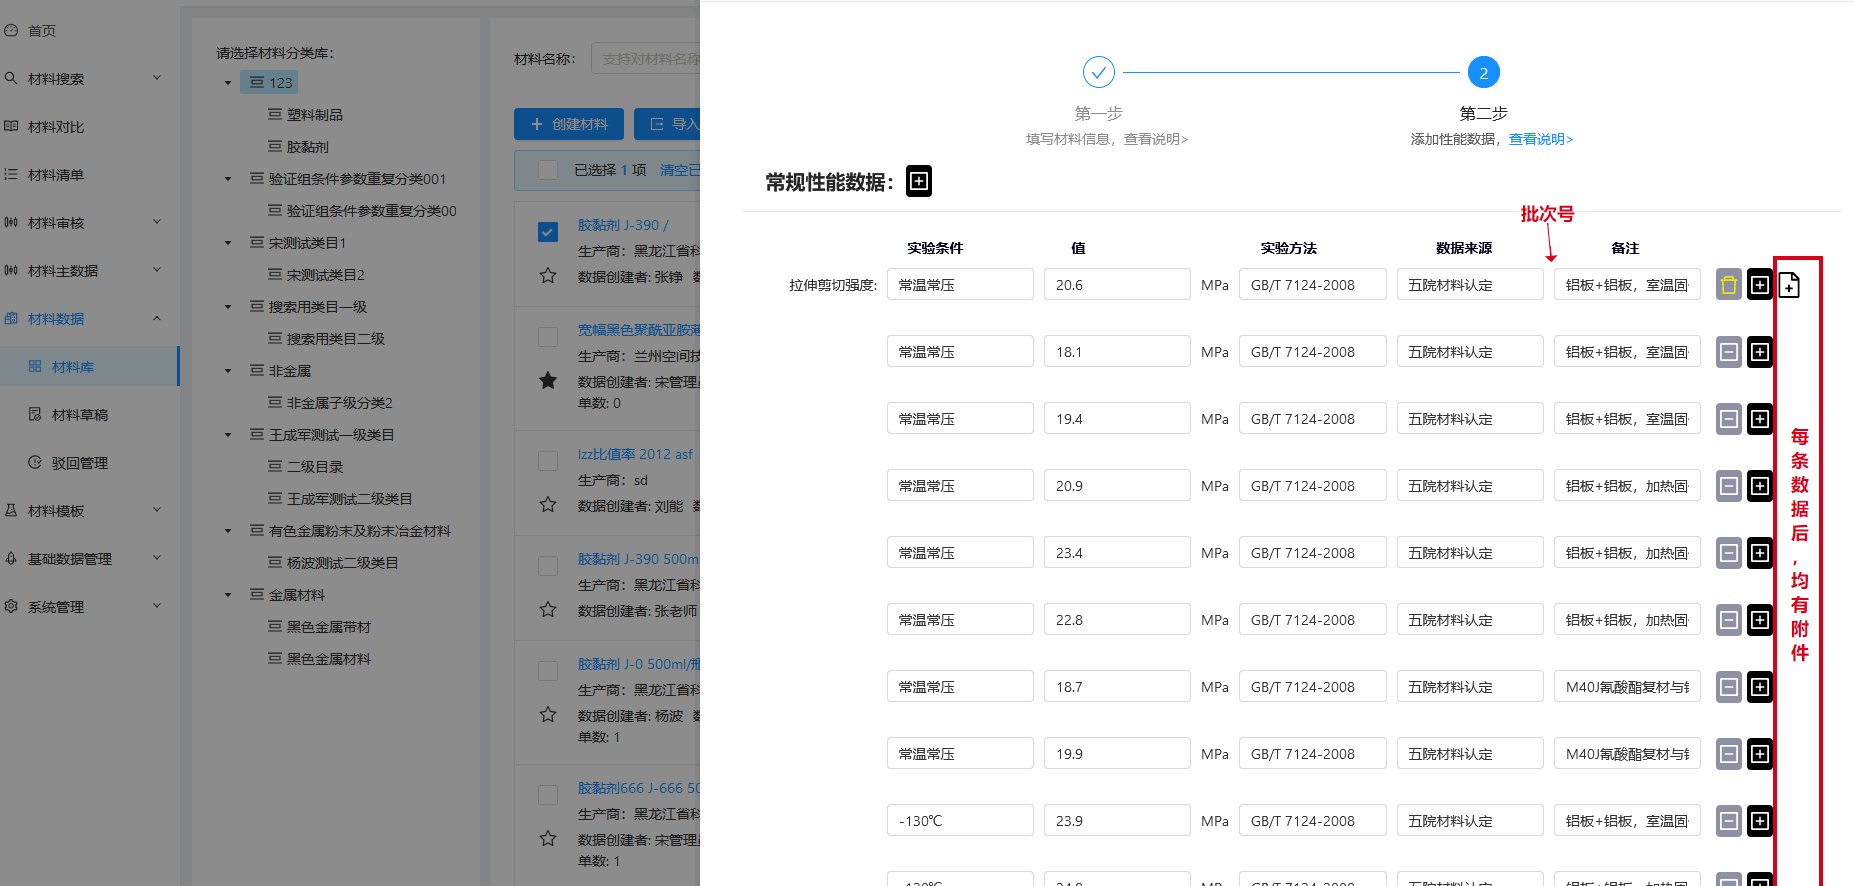 首页
材料搜索
材料对比
材料清单
材料审核
材料主数据
材料数据
材料库
材料草稿
驳回管理
材料模板
基础数据管理
系统管理
请选择材料分类库：
123
塑料制品
胶黏剂
验证组条件参数重复分类001
验证组条件参数重复分类00
宋测试类目1
宋测试类目2
搜索用类目一级
搜索用类目二级
非金属
非金属子级分类2
王成军测试一级类目
二级目录
王成军测试二级类目
有色金属粉末及粉末冶金材料
杨波测试二级类目
金属材料
黑色金属带材
黑色金属材料
材料名称： 支持对材料名称
创建材料 导入
已选择 1 项 清空已
胶黏剂 J-390 /
生产商：黑龙江省科
数据创建者: 张铮 数
宽幅黑色聚酰亚胺薄
生产商：兰州空间技
数据创建者: 宋管理员
单数: 0
lzz比值率 2012 asf
生产商：sd
数据创建者: 刘能 数
胶黏剂 J-390 500m
生产商：黑龙江省科
数据创建者: 张老师
胶黏剂 J-0 500ml/瓶
生产商：黑龙江省科
数据创建者: 杨波 数
单数: 1
胶黏剂666 J-666 50
生产商：黑龙江省科
数据创建者: 宋管理员
单数: 1
第一步
填写材料信息，查看说明>
2
第二步
添加性能数据，查看说明>
常规性能数据：
批次号
实验条件 值 实验方法 数据来源 备注
拉伸剪切强度: 常温常压 20.6 MPa GB/T 7124-2008 五院材料认定 铝板+铝板，室温固
常温常压 18.1 MPa GB/T 7124-2008 五院材料认定 铝板+铝板，室温固
常温常压 19.4 MPa GB/T 7124-2008 五院材料认定 铝板+铝板，室温固
常温常压 20.9 MPa GB/T 7124-2008 五院材料认定 铝板+铝板，加热固
常温常压 23.4 MPa GB/T 7124-2008 五院材料认定 铝板+铝板，加热固
常温常压 22.8 MPa GB/T 7124-2008 五院材料认定 铝板+铝板，加热固
常温常压 18.7 MPa GB/T 7124-2008 五院材料认定 M40J氰酸酯复材与铝
常温常压 19.9 MPa GB/T 7124-2008 五院材料认定 M40J氰酸酯复材与铝
-130℃ 23.9 MPa GB/T 7124-2008 五院材料认定 铝板+铝板，室温固
每条数据后，均有附件